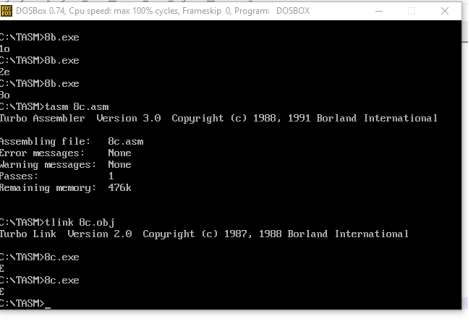 DOSBox 0.74, Cpu speed: max 100% cycles, Frameskip 0, Program: DOSBOX
C:\TASM>8b.exe
1o
C:\TASM>8b.exe
2e
C:\TASM>8b.exe
3o
C:\TASM>tasm 8c.asm
Turbo Assembler Version 3.0 Copyright (c) 1988, 1991 Borland International
Assembling file: 8c.asm
Error messages: None
Warning messages: None
Passes: 1
Remaining memory: 476k
C:\TASM>tlink 8c.obj
Turbo Link Version 2.0 Copyright (c) 1987, 1988 Borland International
C:\TASM>8c.exe
E
C:\TASM>8c.exe
E
C:\TASM>_